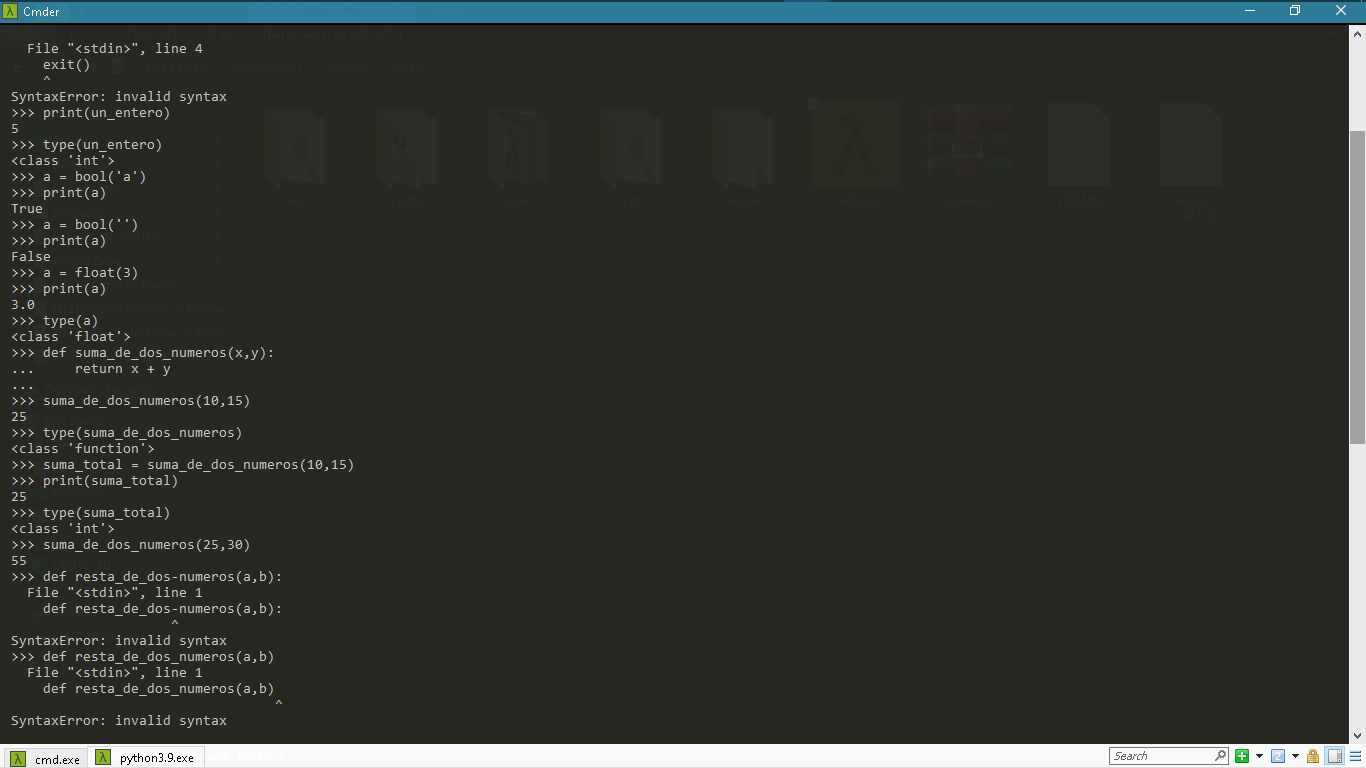 Cmder
File "<stdin>", line 4
exit()
^
SyntaxError: invalid syntax
>>> print(un_entero)
5
>>> type(un_entero)
<class 'int'>
>>> a = bool('a')
>>> print(a)
True
>>> a = bool('')
>>> print(a)
False
>>> a = float(3)
>>> print(a)
3.0
>>> type(a)
<class 'float'>
>>> def suma_de_dos_numeros(x,y):
...     return x + y
...
>>> suma_de_dos_numeros(10,15)
25
>>> type(suma_de_dos_numeros)
<class 'function'>
>>> suma_total = suma_de_dos_numeros(10,15)
>>> print(suma_total)
25
>>> type(suma_total)
<class 'int'>
>>> suma_de_dos_numeros(25,30)
55
>>> def resta_de_dos-numeros(a,b):
File "<stdin>", line 1
def resta_de_dos-numeros(a,b):
^
SyntaxError: invalid syntax
>>> def resta_de_dos_numeros(a,b)
File "<stdin>", line 1
def resta_de_dos_numeros(a,b)
^
SyntaxError: invalid syntax
cmd.exe
python3.9.exe
Search